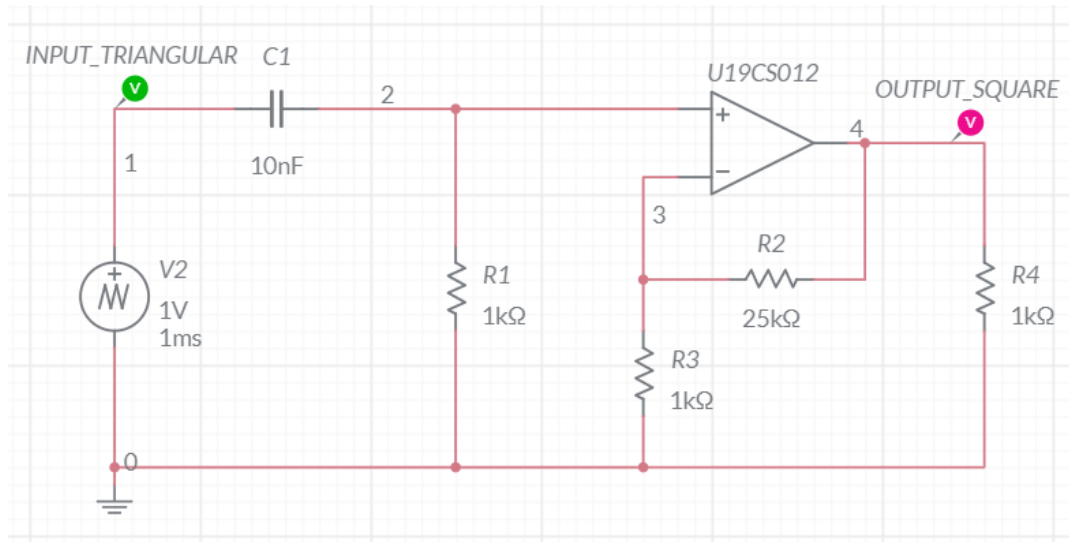 INPUT_TRIANGULAR
C1
U19CS012
OUTPUT_SQUARE
V
V
2
+
4
1
10nF
−
3
R2
+
V2
R1
R4
1V
1kΩ
25kΩ
1kΩ
1ms
R3
1kΩ
0